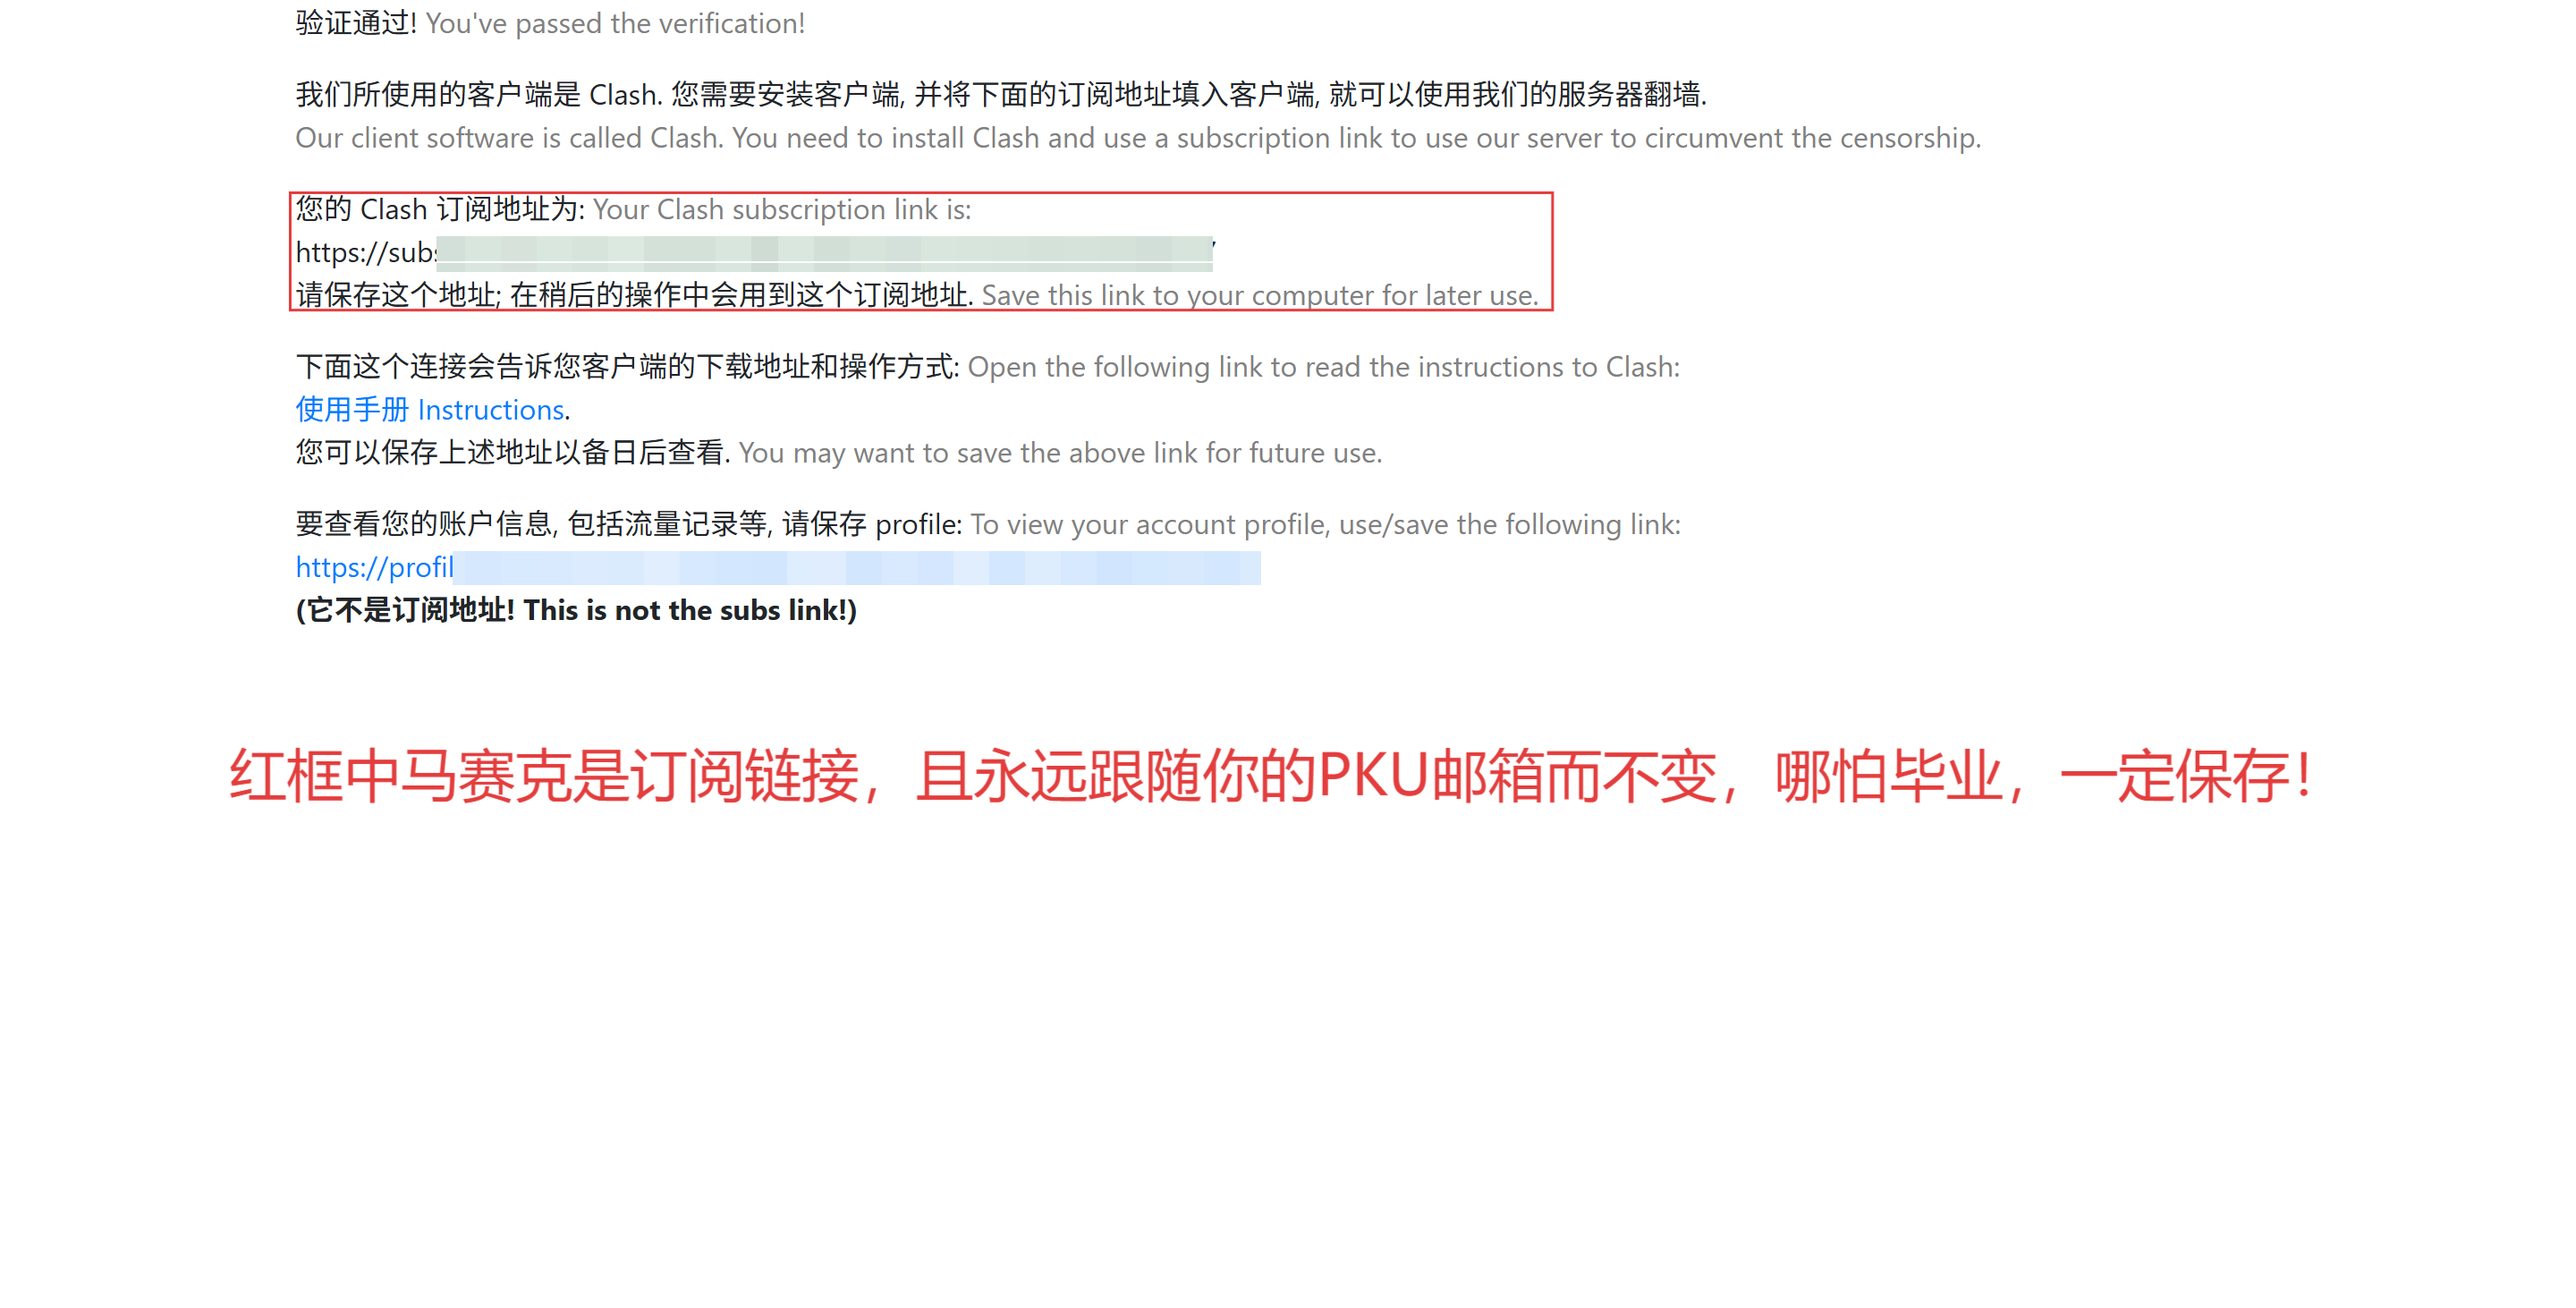 验证通过! You've passed the verification!
我们所使用的客户端是 Clash. 您需要安装客户端, 并将下面的订阅地址填入客户端, 就可以使用我们的服务器翻墙.
Our client software is called Clash. You need to install Clash and use a subscription link to use our server to circumvent the censorship.
您的 Clash 订阅地址为: Your Clash subscription link is:
https://subs
请保存这个地址; 在稍后的操作中会用到这个订阅地址. Save this link to your computer for later use.
下面这个连接会告诉您客户端的下载地址和操作方式: Open the following link to read the instructions to Clash:
使用手册 Instructions.
您可以保存上述地址以备日后查看. You may want to save the above link for future use.
要查看您的账户信息, 包括流量记录等, 请保存 profile: To view your account profile, use/save the following link:
https://profil
(它不是订阅地址! This is not the subs link!)
红框中马赛克是订阅链接，且永远跟随你的PKU邮箱而不变，哪怕毕业，一定保存！